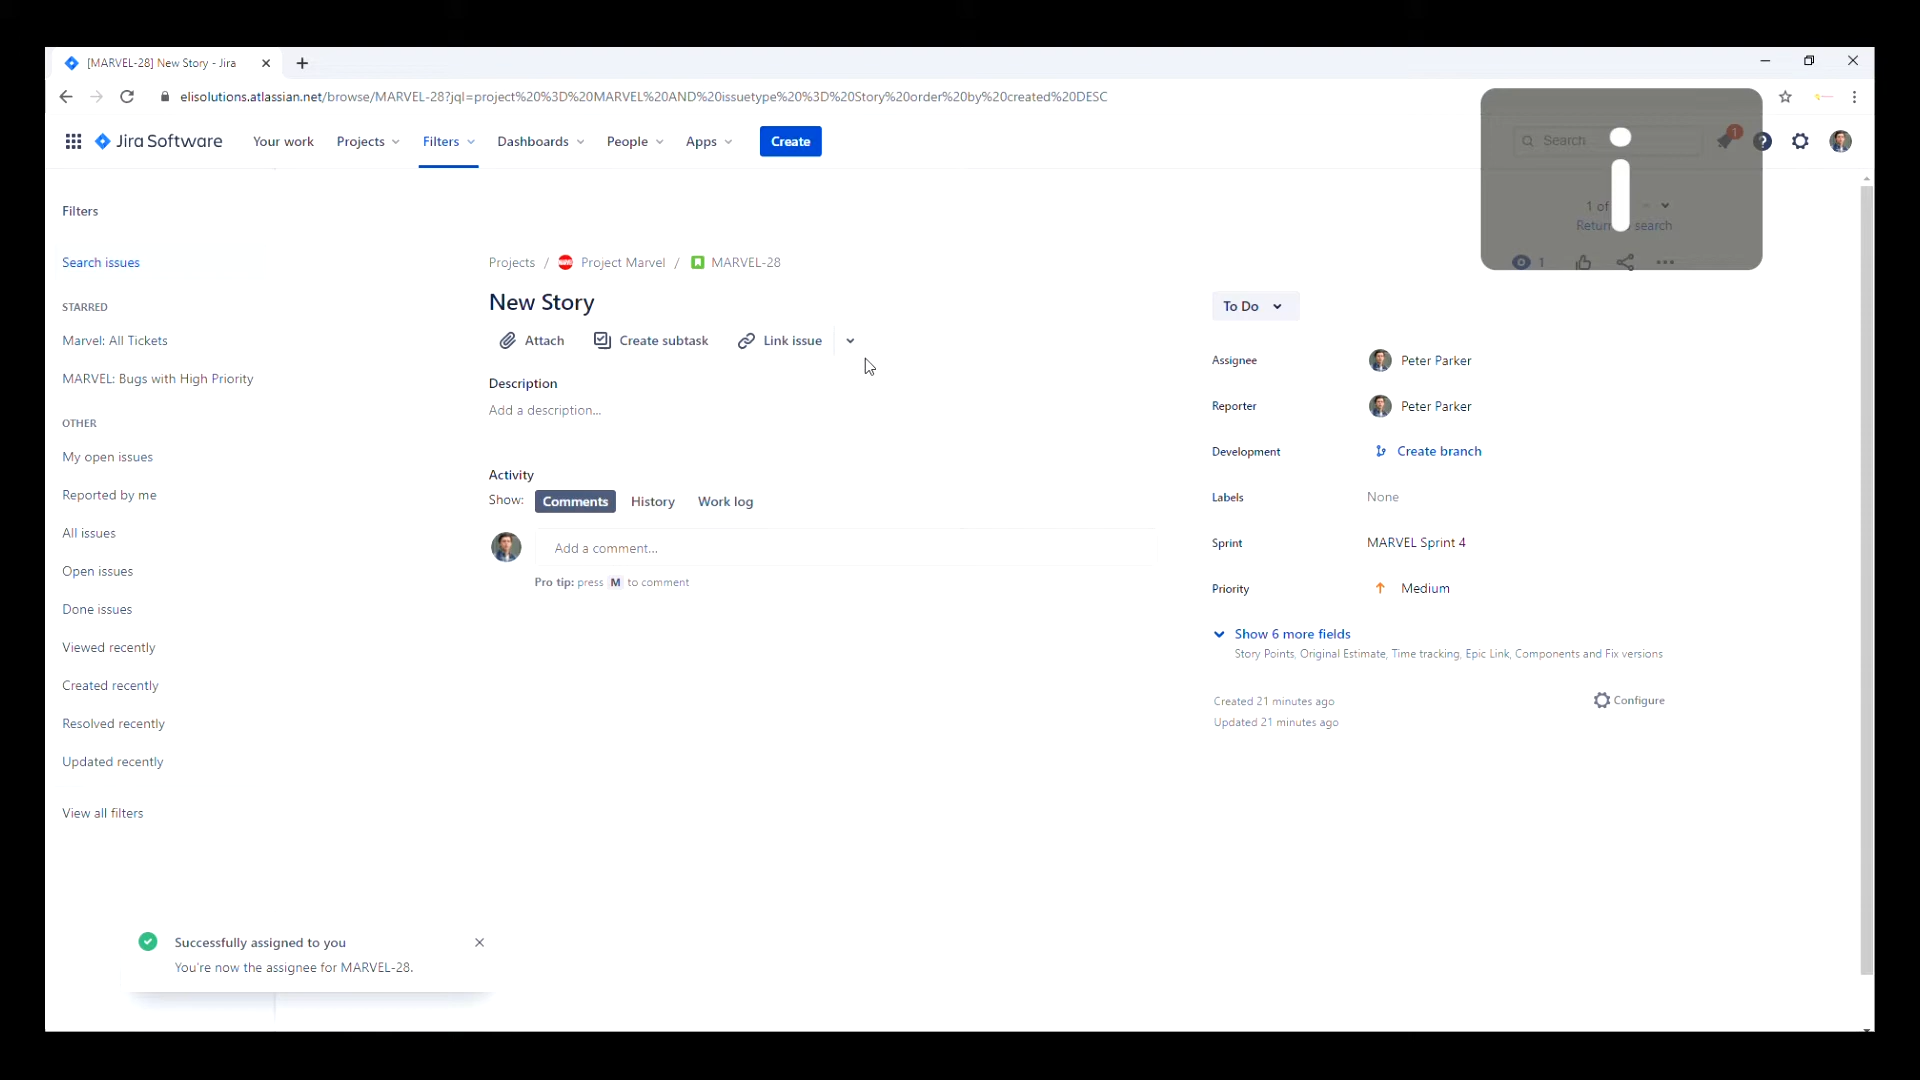 [MARVEL-28] New Story - Jira
elisolutions.atlassian.net/browse/MARVEL-28?jql=project%20%3D%20MARVEL%20AND%20issuetype%20%3D%20Story%20order%20by%20created%20DESC
Jira Software Your work Projects Filters Dashboards People Apps Create Search 1 ?
i
Filters
Search issues
STARRED
Marvel: All Tickets
MARVEL: Bugs with High Priority
OTHER
My open issues
Reported by me
All issues
Open issues
Done issues
Viewed recently
Created recently
Resolved recently
Updated recently
View all filters
1 of
Return search
1
Projects / Project Marvel / MARVEL-28
New Story
Attach Create subtask Link issue
Description
Add a description...
Activity
Show: Comments History Work log
Add a comment...
Pro tip: press M to comment
To Do
Assignee Peter Parker
Reporter Peter Parker
Development Create branch
Labels None
Sprint MARVEL Sprint 4
Priority Medium
Show 6 more fields
Story Points, Original Estimate, Time tracking, Epic Link, Components and Fix versions
Created 21 minutes ago Configure
Updated 21 minutes ago
Successfully assigned to you
You're now the assignee for MARVEL-28.